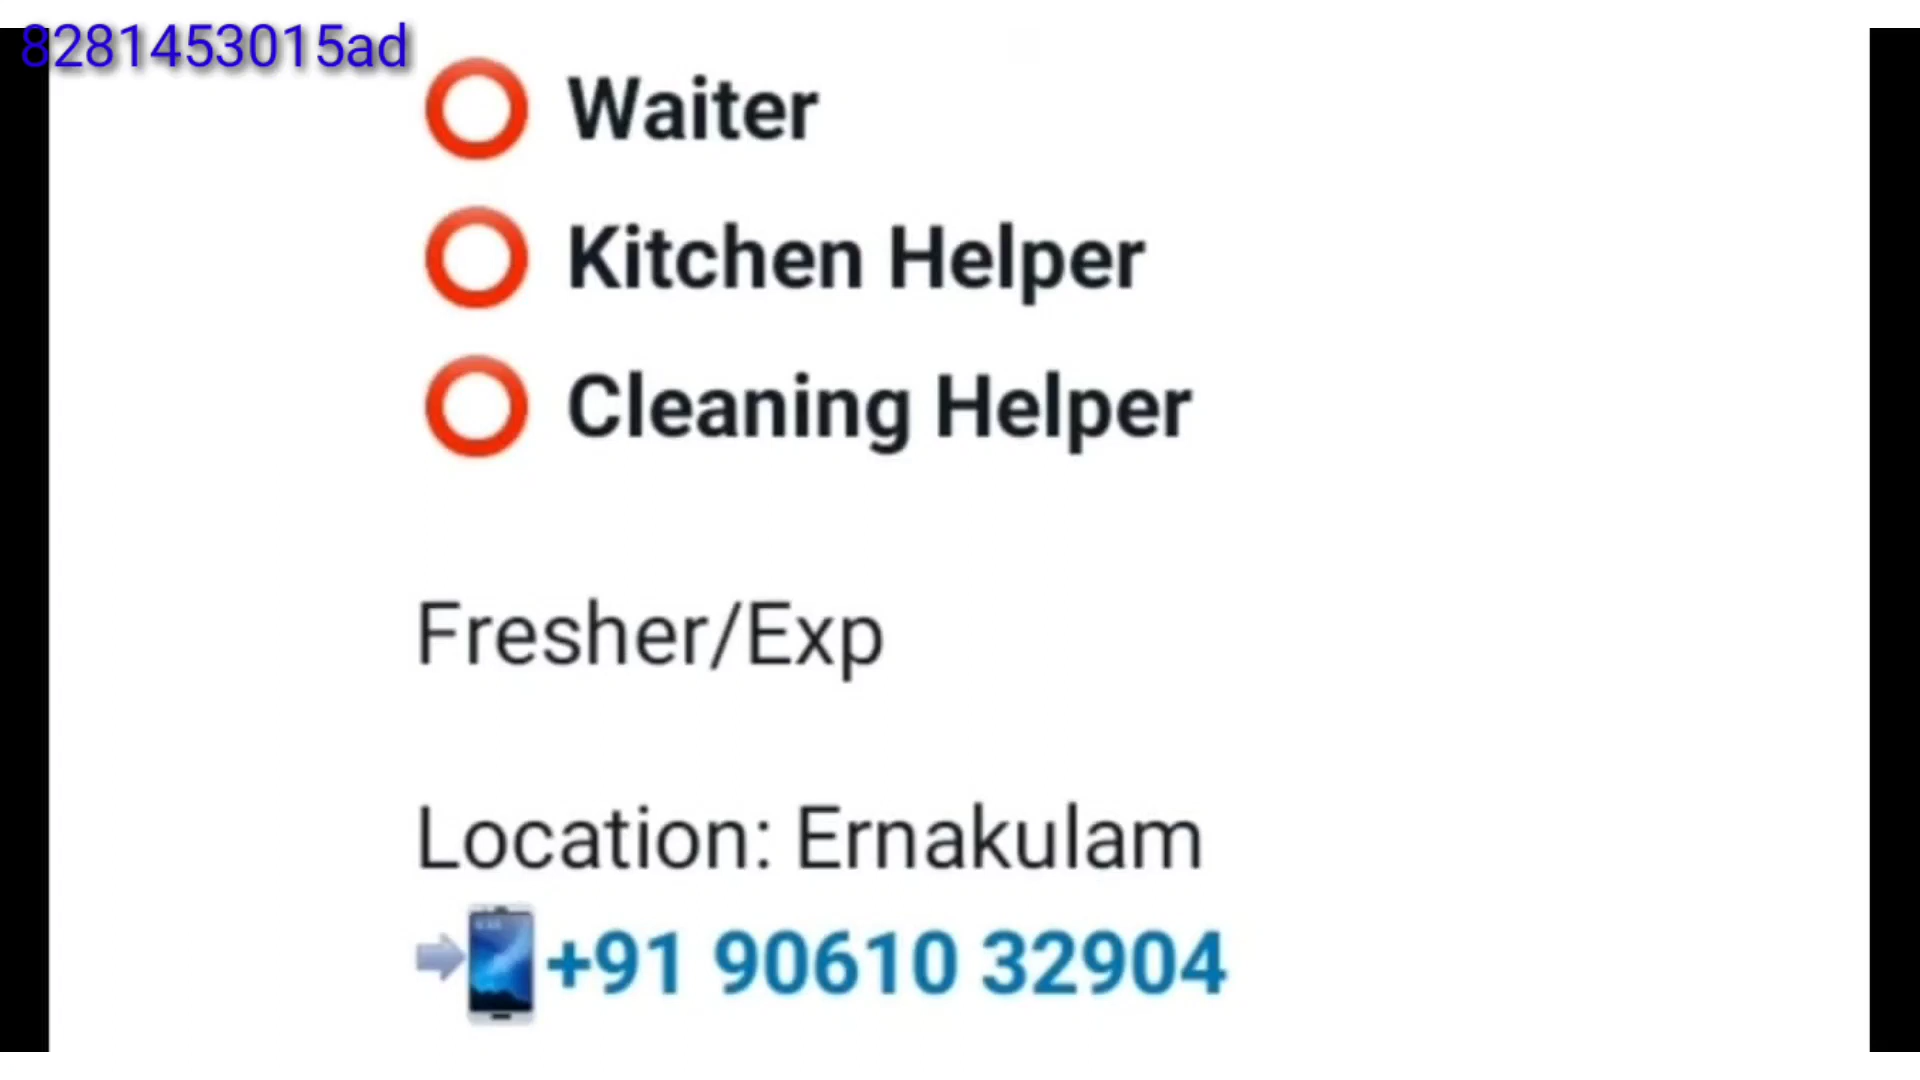 8281453015ad
Waiter
Kitchen Helper
Cleaning Helper
Fresher/Exp
Location: Ernakulam
+91 90610 32904